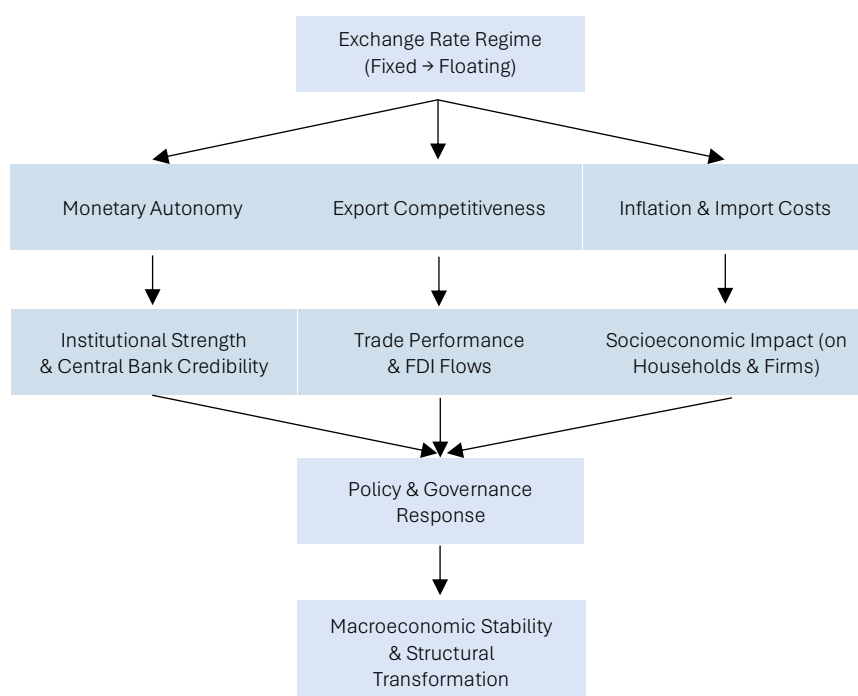 Exchange Rate Regime
(Fixed → Floating)
Monetary Autonomy
Export Competitiveness
Inflation & Import Costs
Institutional Strength
& Central Bank Credibility
Trade Performance
& FDI Flows
Socioeconomic Impact (on
Households & Firms)
Policy & Governance
Response
Macroeconomic Stability
& Structural
Transformation